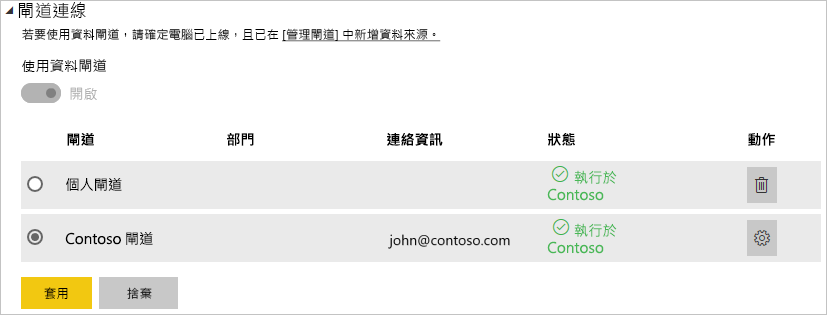 閘道連線
若要使用資料閘道，請確定電腦已上線，且已在 [管理閘道] 中新增資料來源。
使用資料閘道
開啟
閘道 部門 連絡資訊 狀態 動作
個人閘道 執行於
Contoso
Contoso 閘道 john@contoso.com 執行於
Contoso
套用 捨棄